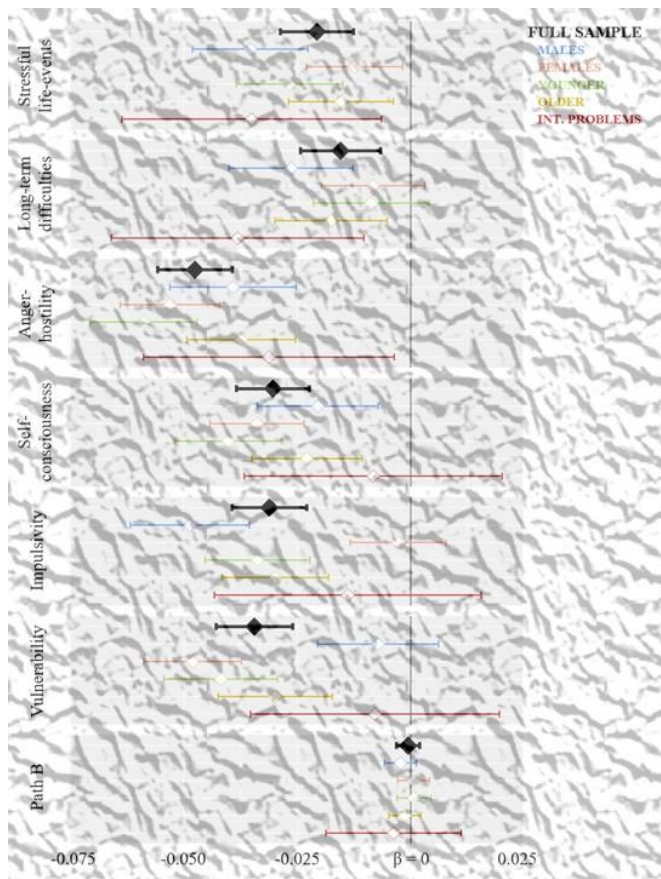 FULL SAMPLE
MALES
FEMALES
YOUNGER
OLDER
INT. PROBLEMS
Stressful
life-events
Long-term
difficulties
Anger-
hostility
Self-
consciousness
Impulsivity
Vulnerability
Path B
-0.075
-0.050
-0.025
β = 0
0.025